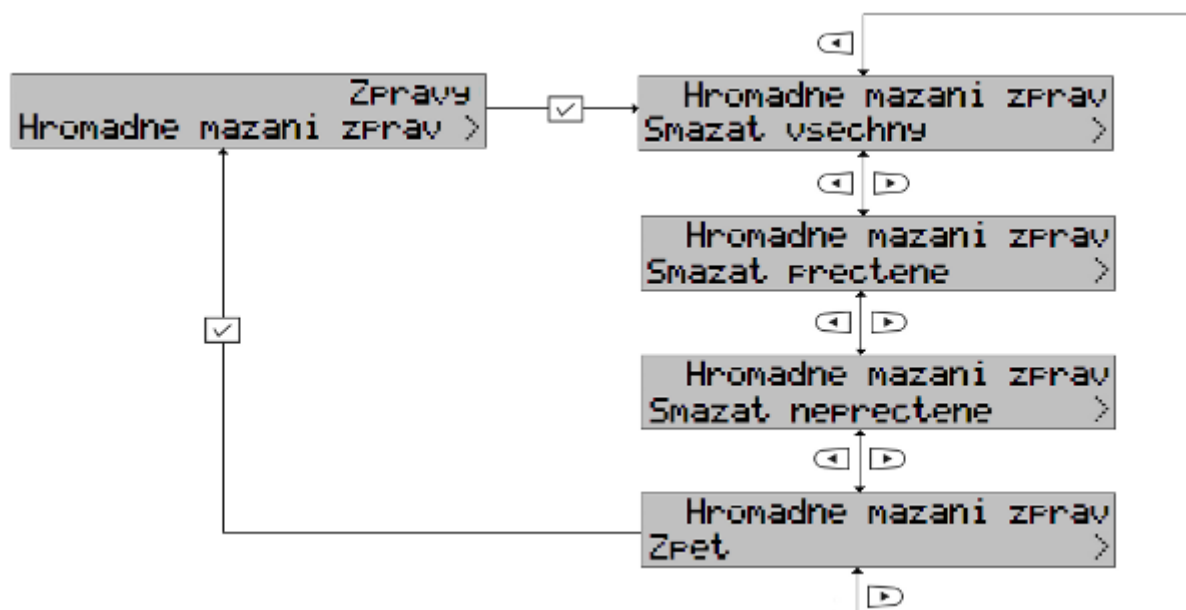 Zpravy
Hromadne mazani zprav >
Hromadne mazani zprav
Smazat vsechny >
Hromadne mazani zprav
Smazat prectene >
Hromadne mazani zprav
Smazat neprectene >
Hromadne mazani zprav
Zpet >